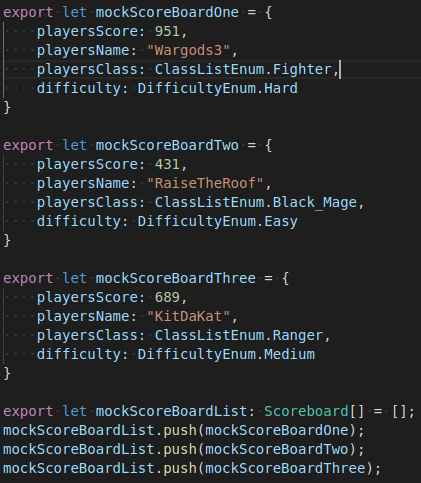 export let mockScoreBoardOne = {
    playersScore: 951,
    playersName: "Wargods3",
    playersClass: ClassListEnum.Fighter,
    difficulty: DifficultyEnum.Hard
}

export let mockScoreBoardTwo = {
    playersScore: 431,
    playersName: "RaiseTheRoof",
    playersClass: ClassListEnum.Black_Mage,
    difficulty: DifficultyEnum.Easy
}

export let mockScoreBoardThree = {
    playersScore: 689,
    playersName: "KitDaKat",
    playersClass: ClassListEnum.Ranger,
    difficulty: DifficultyEnum.Medium
}

export let mockScoreBoardList: Scoreboard[] = [];
mockScoreBoardList.push(mockScoreBoardOne);
mockScoreBoardList.push(mockScoreBoardTwo);
mockScoreBoardList.push(mockScoreBoardThree);